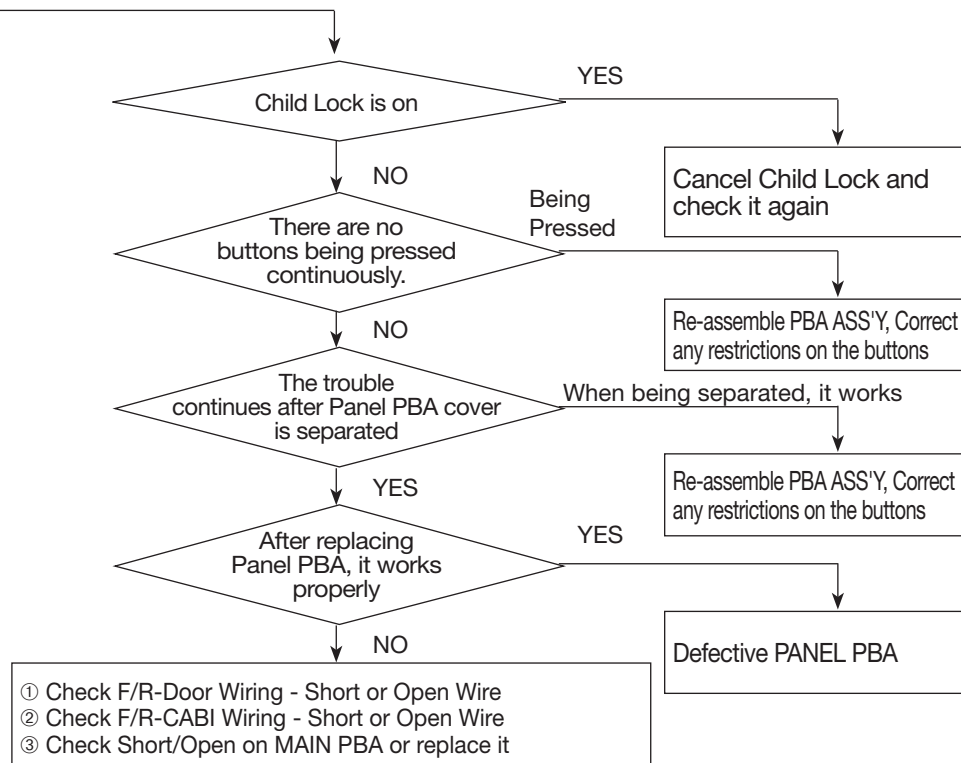 Child Lock is on
YES
Cancel Child Lock and
check it again
NO
There are no
buttons being pressed
continuously.
Being
Pressed
Re-assemble PBA ASS'Y, Correct
any restrictions on the buttons
NO
The trouble
continues after Panel PBA cover
is separated
When being separated, it works
Re-assemble PBA ASS'Y, Correct
any restrictions on the buttons
YES
After replacing
Panel PBA, it works
properly
YES
Defective PANEL PBA
NO
① Check F/R-Door Wiring - Short or Open Wire
② Check F/R-CABI Wiring - Short or Open Wire
③ Check Short/Open on MAIN PBA or replace it